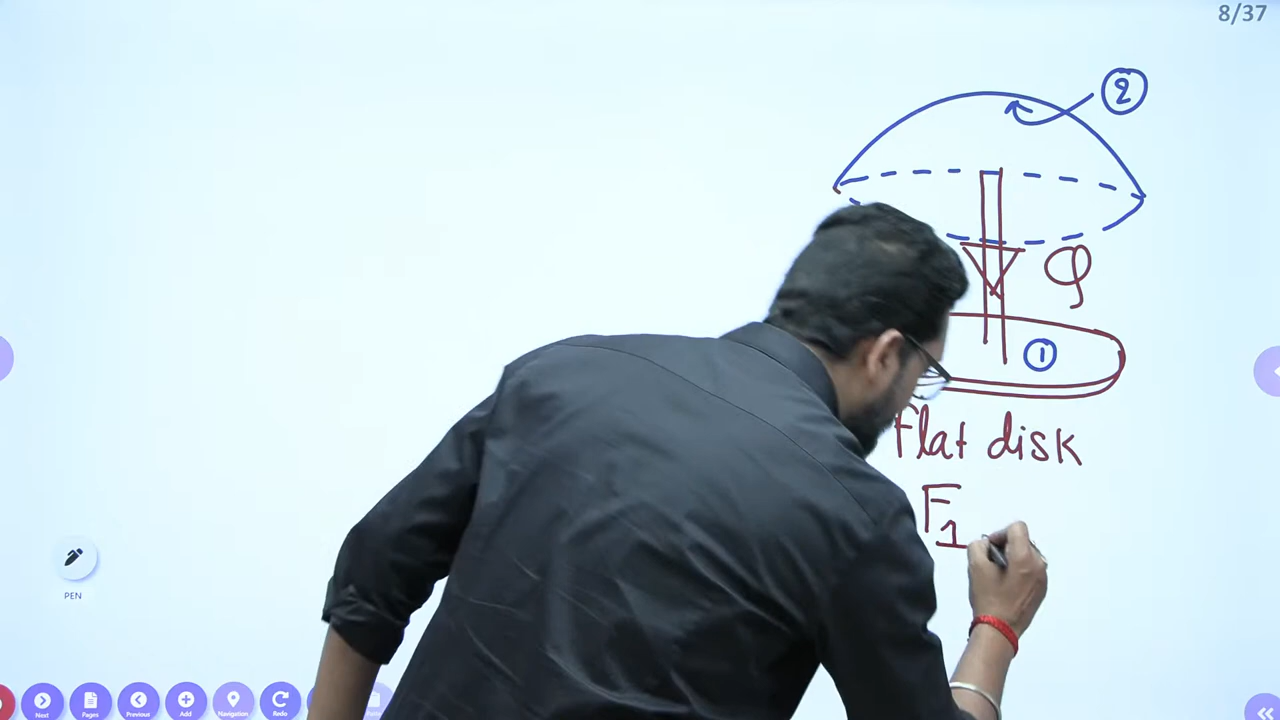 8/37
2
φ
1
Flat disk
F1
PEN
Next
Pages
Previous
Add
Navigation
Redo